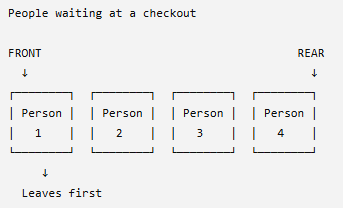 People waiting at a checkout
FRONT REAR
↓ ↓
Person Person Person Person
1 2 3 4
↓
Leaves first